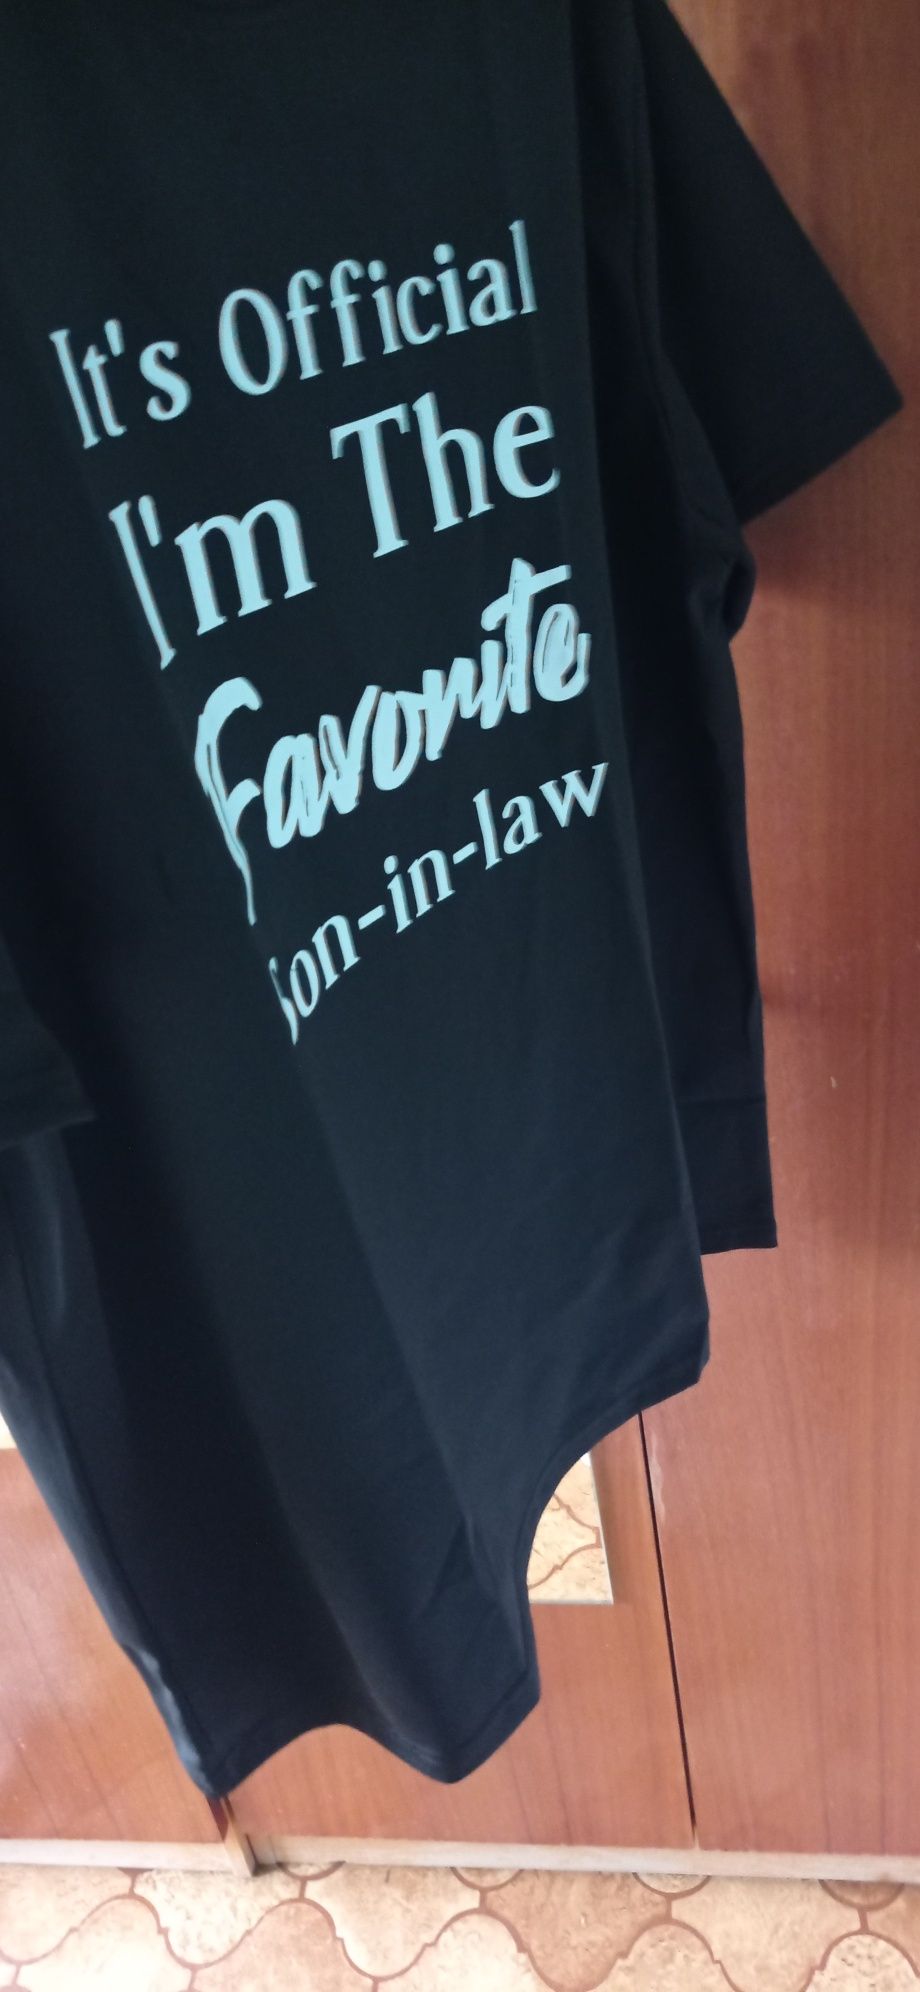 It's Official
I'm The
Favorite
Son-in-law